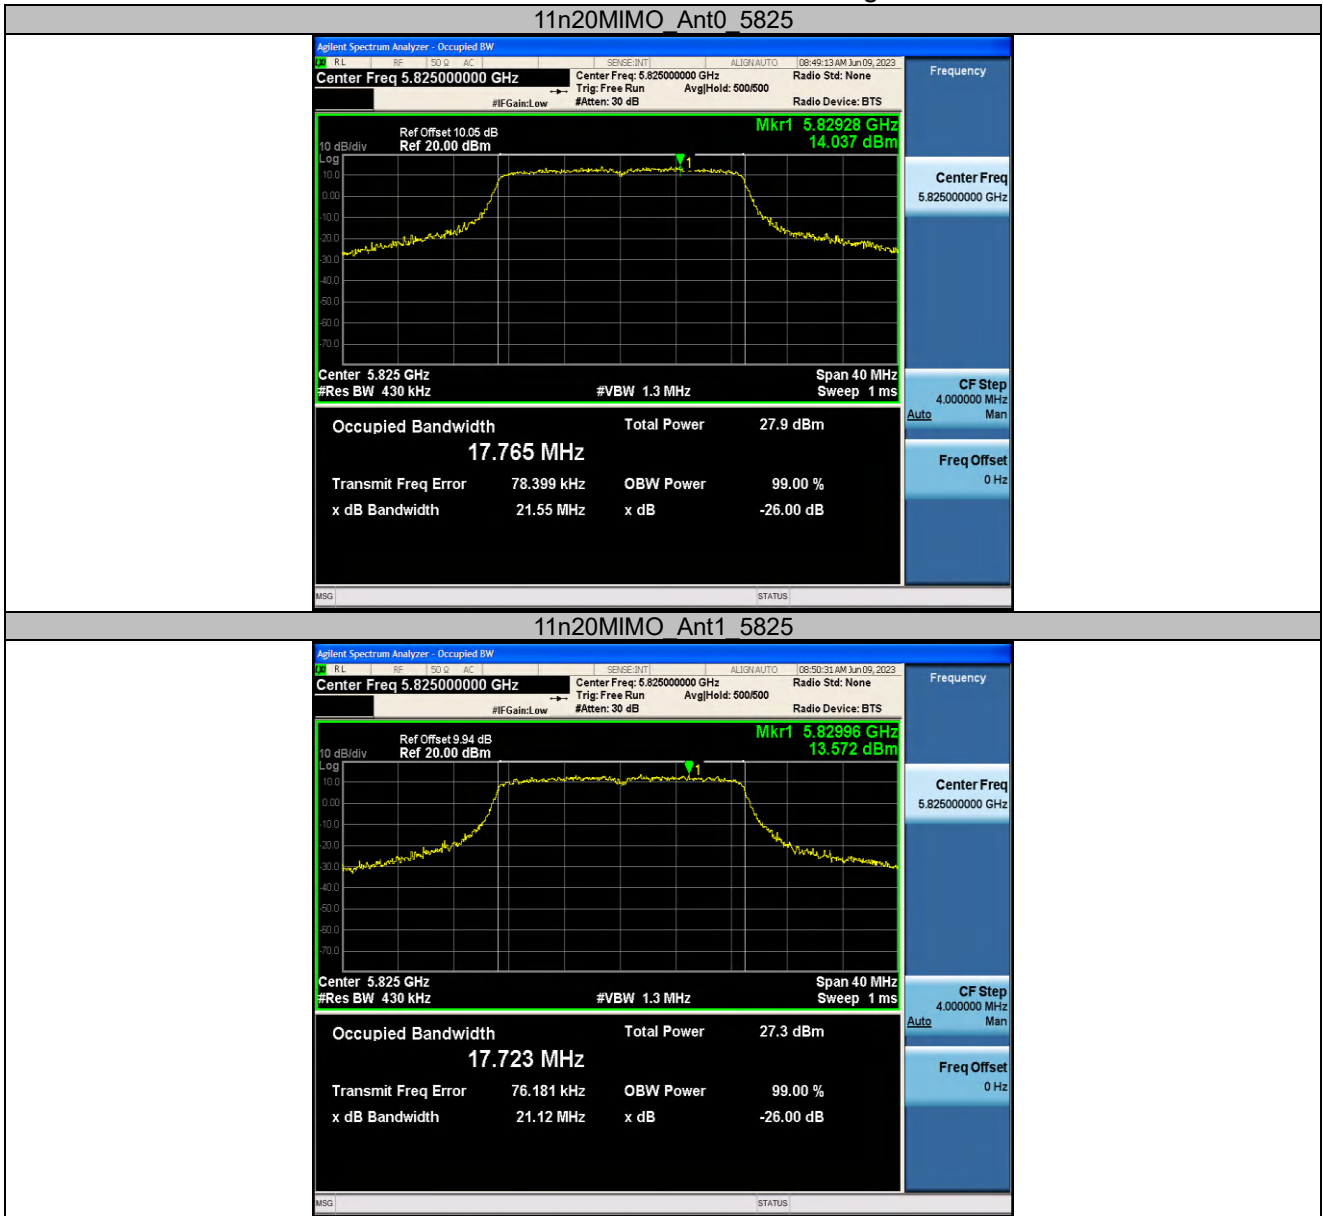 11n20MIMO_Ant0_5825
Agilent Spectrum Analyzer - Occupied BW
RL RF 50 Ω AC SENSE:INT ALIGN AUTO 08:49:13 AM Jun 09, 2023
Center Freq 5.825000000 GHz
Center Freq: 5.825000000 GHz
Radio Std: None
Trig: Free Run Avg|Hold: 500/500
#IFGain:Low #Atten: 30 dB Radio Device: BTS
Frequency
Mkr1 5.82928 GHz
14.037 dBm
Ref Offset 10.05 dB
10 dB/div Ref 20.00 dBm
Log
10.0
0.00
-10.0
-20.0
-30.0
-40.0
-50.0
-60.0
-70.0
1
Center Freq
5.825000000 GHz
Center 5.825 GHz Span 40 MHz
#Res BW 430 kHz #VBW 1.3 MHz Sweep 1 ms
CF Step
4.000000 MHz
Auto Man
Occupied Bandwidth Total Power 27.9 dBm
17.765 MHz
Transmit Freq Error 78.399 kHz OBW Power 99.00 %
x dB Bandwidth 21.55 MHz x dB -26.00 dB
Freq Offset
0 Hz
MSG STATUS
11n20MIMO_Ant1_5825
Agilent Spectrum Analyzer - Occupied BW
RL RF 50 Ω AC SENSE:INT ALIGN AUTO 08:50:31 AM Jun 09, 2023
Center Freq 5.825000000 GHz
Center Freq: 5.825000000 GHz
Radio Std: None
Trig: Free Run Avg|Hold: 500/500
#IFGain:Low #Atten: 30 dB Radio Device: BTS
Frequency
Mkr1 5.82996 GHz
13.572 dBm
Ref Offset 9.94 dB
10 dB/div Ref 20.00 dBm
Log
10.0
0.00
-10.0
-20.0
-30.0
-40.0
-50.0
-60.0
-70.0
1
Center Freq
5.825000000 GHz
Center 5.825 GHz Span 40 MHz
#Res BW 430 kHz #VBW 1.3 MHz Sweep 1 ms
CF Step
4.000000 MHz
Auto Man
Occupied Bandwidth Total Power 27.3 dBm
17.723 MHz
Transmit Freq Error 76.181 kHz OBW Power 99.00 %
x dB Bandwidth 21.12 MHz x dB -26.00 dB
Freq Offset
0 Hz
MSG STATUS